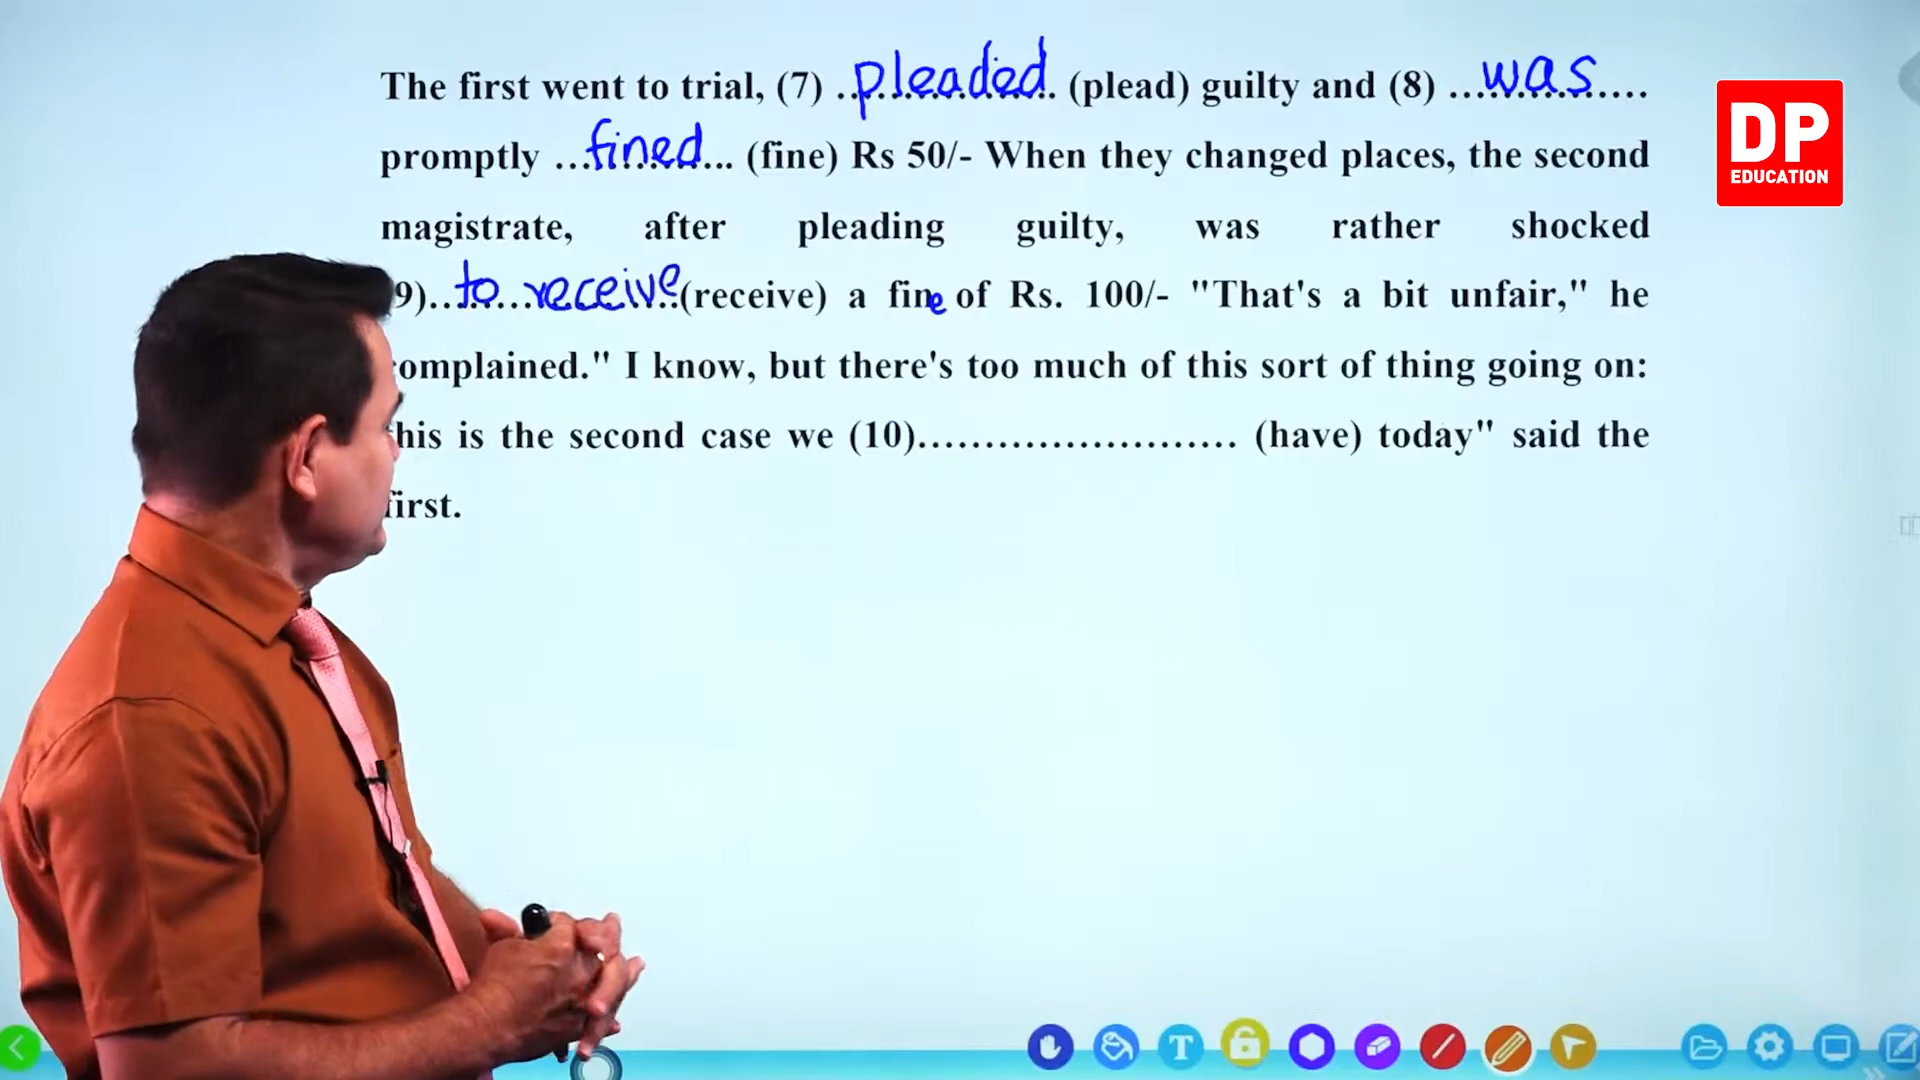 The first went to trial, (7) ...pleaded... (plead) guilty and (8) ...was...
promptly ...fined... (fine) Rs 50/- When they changed places, the second
magistrate, after pleading guilty, was rather shocked
9)...to receive...(receive) a fine of Rs. 100/- "That's a bit unfair," he
omplained." I know, but there's too much of this sort of thing going on:
his is the second case we (10)........................ (have) today" said the
first.
DP
EDUCATION
T